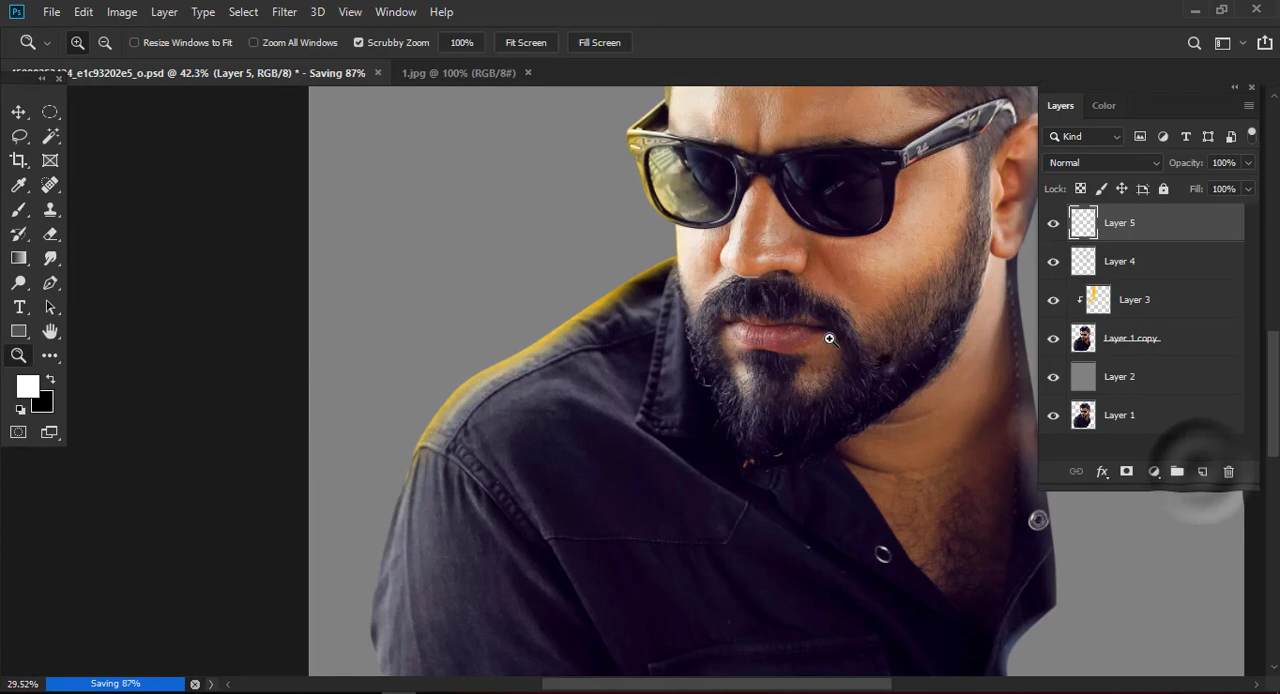 Ps File Edit Image Layer Type Select Filter 3D View Window Help
Resize Windows to Fit Zoom All Windows Scrubby Zoom 100% Fit Screen Fill Screen
_e1c93202e5_o.psd @ 42.3% (Layer 5, RGB/8) * - Saving 87% × 1.jpg @ 100% (RGB/8#) ×
Layers Color
Kind
Normal Opacity: 100%
Lock: Fill: 100%
Layer 5
Layer 4
Layer 3
Layer 1 copy
Layer 2
Layer 1
29.52% Saving 87%